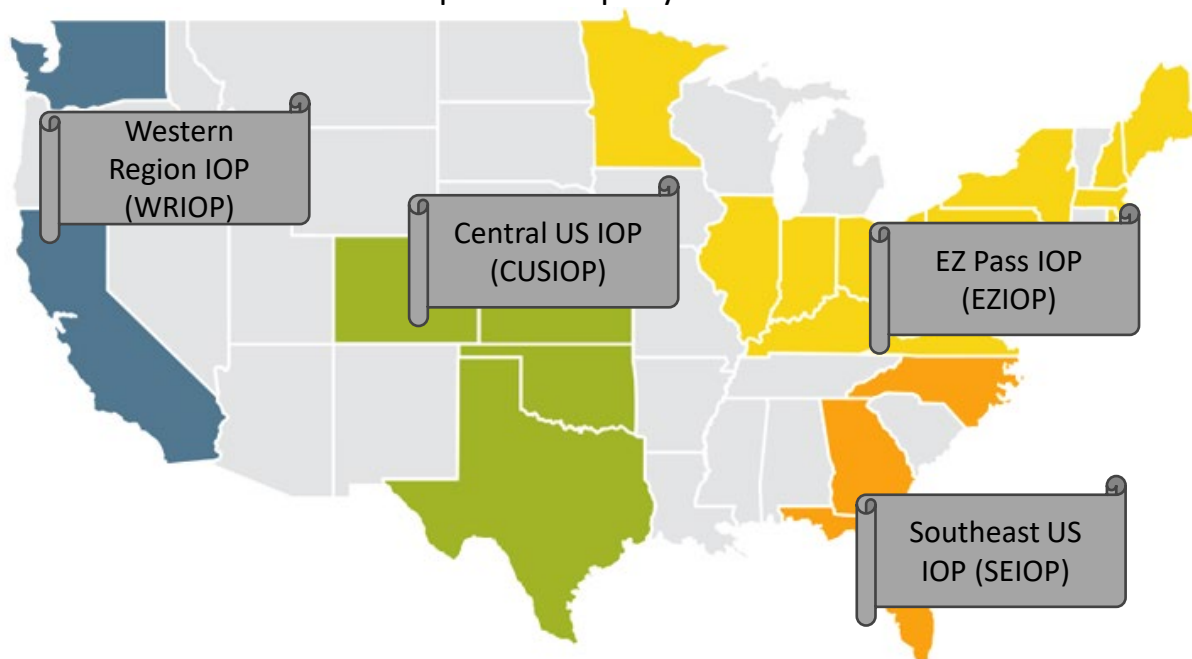 Western
Region IOP
(WRIOP)
Central US IOP
(CUSIOP)
EZ Pass IOP
(EZIOP)
Southeast US
IOP (SEIOP)